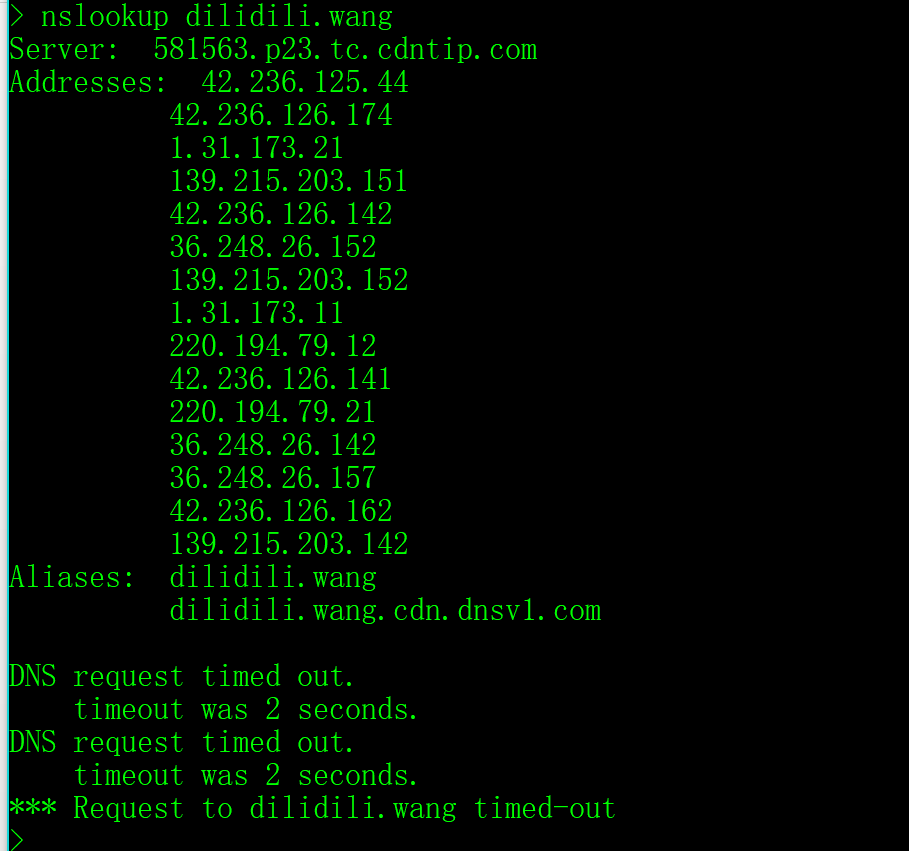 > nslookup dilidili.wang
Server:  581563.p23.tc.cdntip.com
Addresses:  42.236.125.44
          42.236.126.174
          1.31.173.21
          139.215.203.151
          42.236.126.142
          36.248.26.152
          139.215.203.152
          1.31.173.11
          220.194.79.12
          42.236.126.141
          220.194.79.21
          36.248.26.142
          36.248.26.157
          42.236.126.162
          139.215.203.142
Aliases:  dilidili.wang
          dilidili.wang.cdn.dnsv1.com

DNS request timed out.
    timeout was 2 seconds.
DNS request timed out.
    timeout was 2 seconds.
*** Request to dilidili.wang timed-out
>